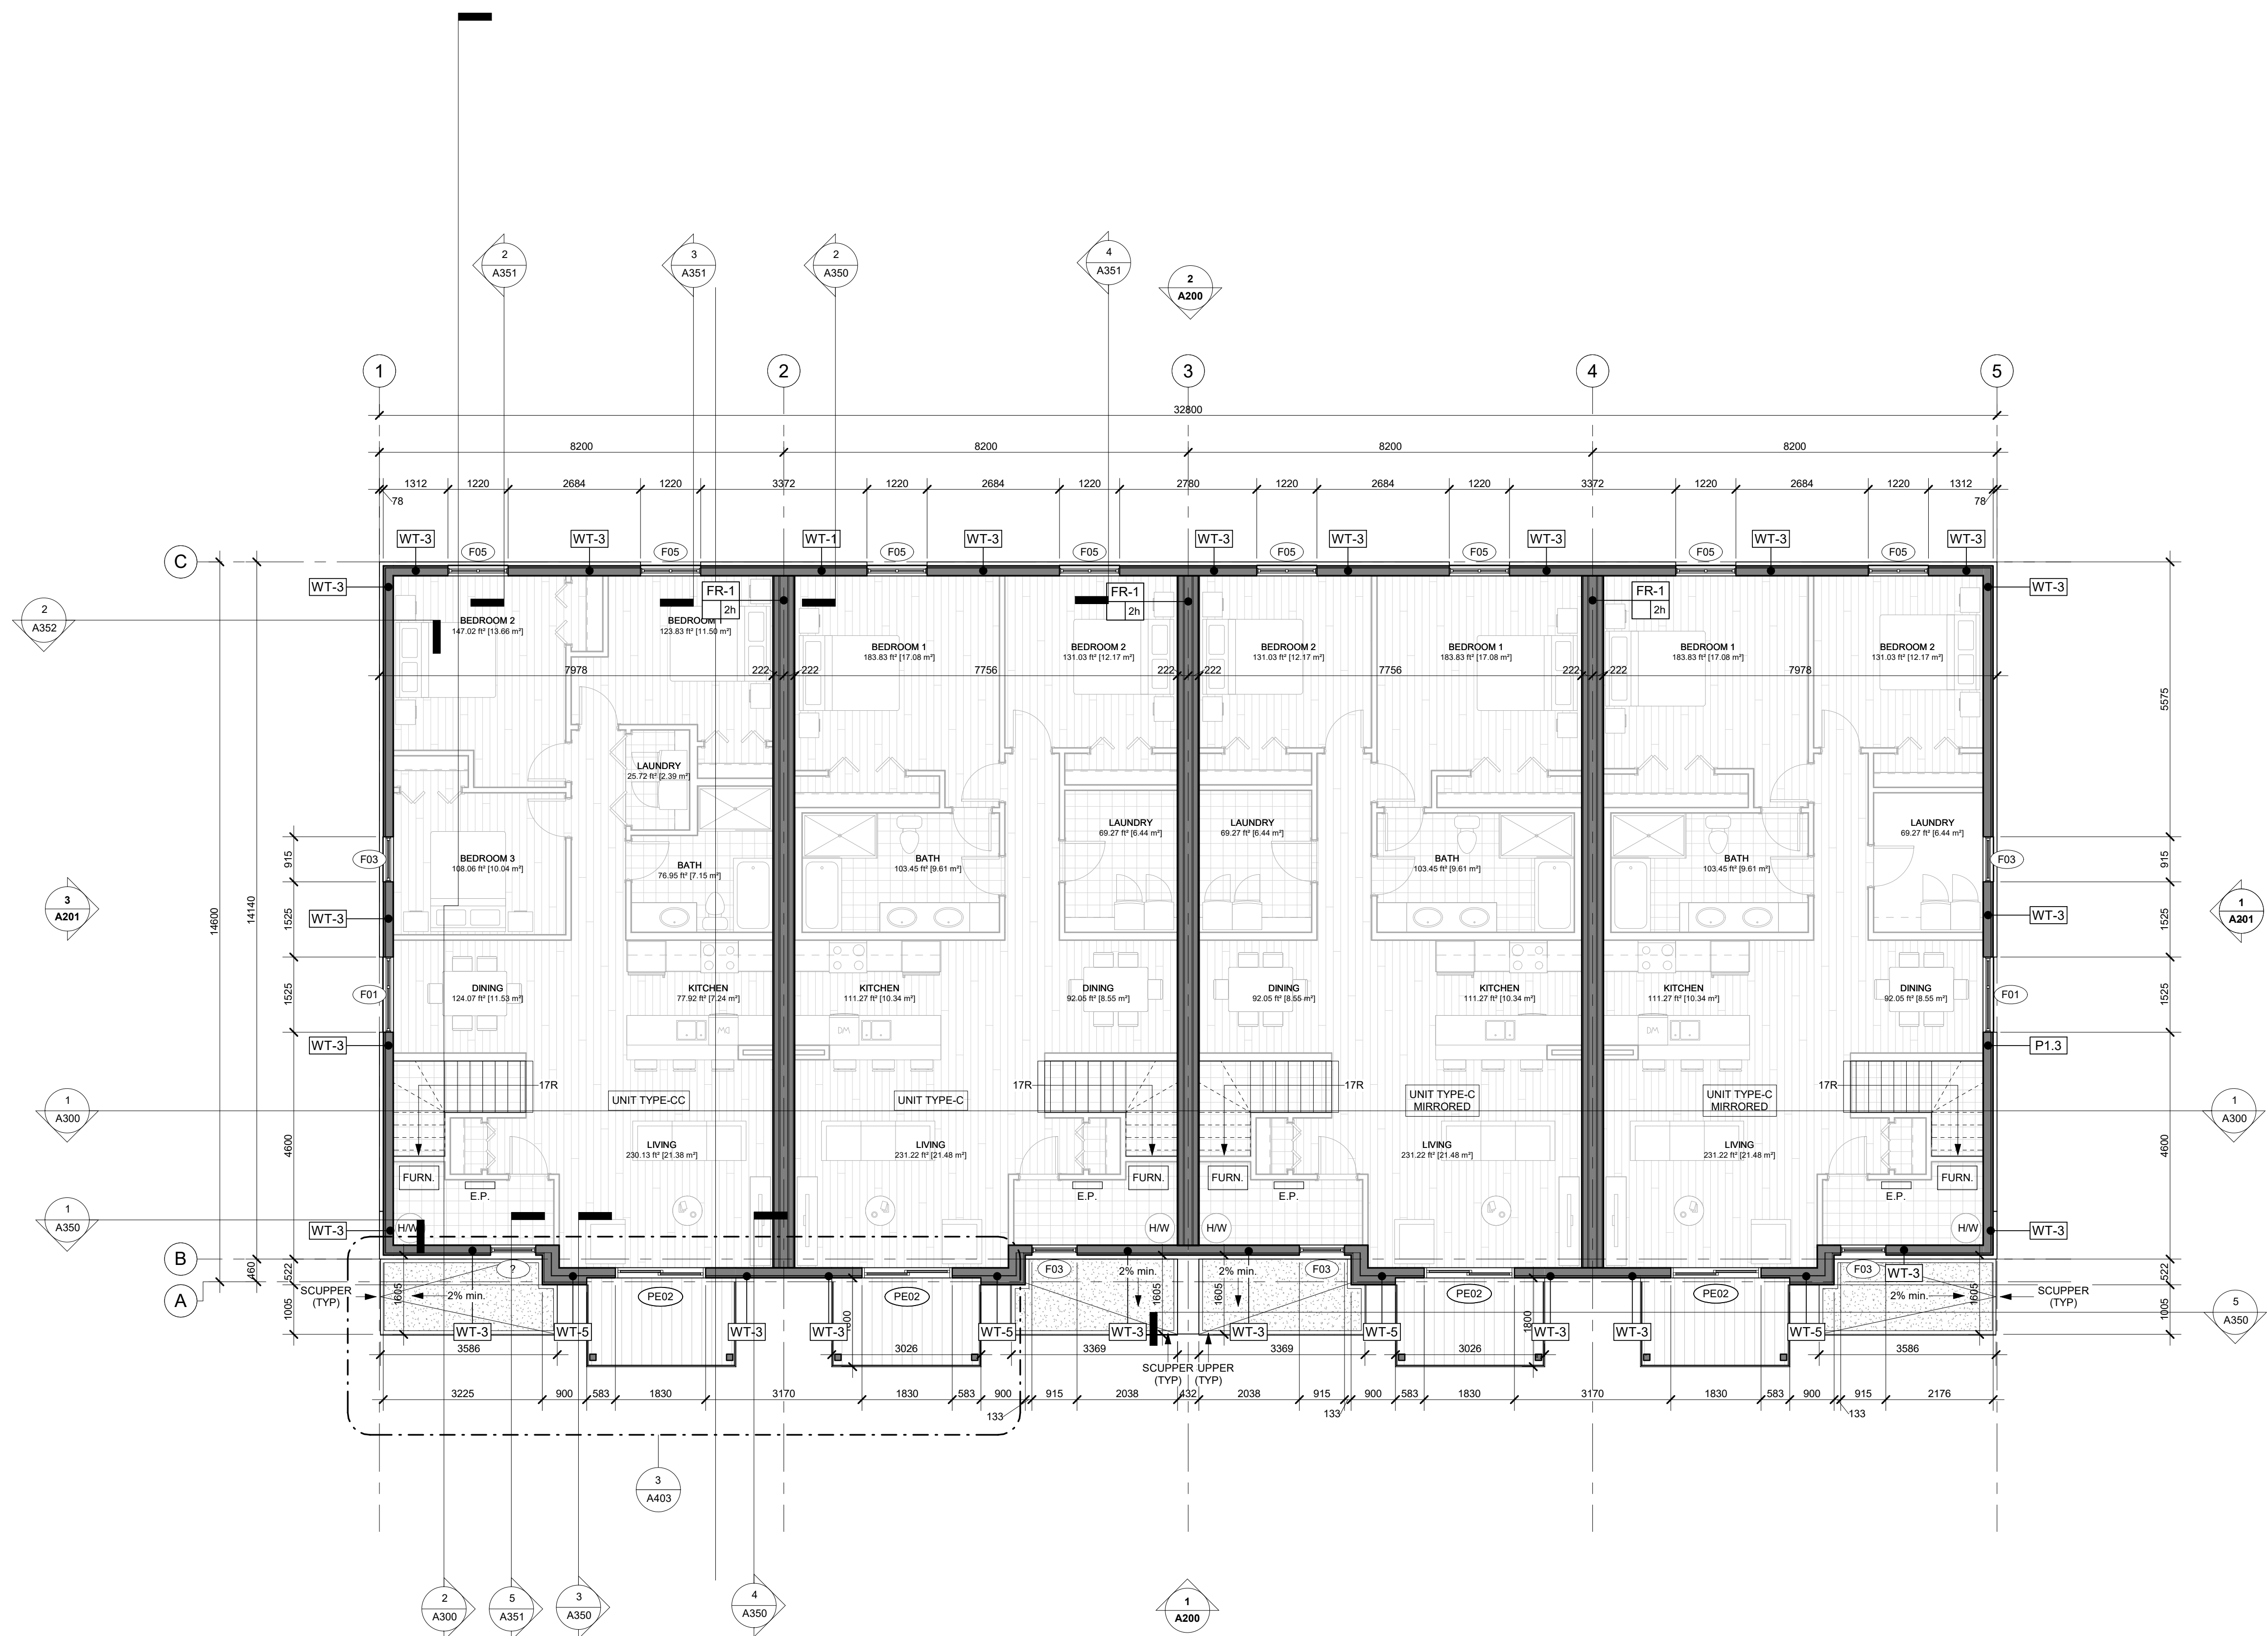 2
A351
3
A351
2
A350
4
A351
2
A200
1
2
3
4
5
32800
8200
8200
8200
8200
1312
1220
2684
1220
3372
1220
2684
1220
2780
1220
2684
1220
3372
1220
2684
1220
1312
78
78
WT-3
F05
WT-3
F05
WT-1
F05
WT-3
F05
WT-3
F05
WT-3
F05
WT-3
F05
WT-3
F05
WT-3
C
WT-3
WT-3
FR-1
2h
FR-1
2h
FR-1
2h
2
A352
BEDROOM 2
147.02 ft² [13.66 m²]
BEDROOM
123.83 ft² [11.50 m²]
BEDROOM 1
183.83 ft² [17.08 m²]
BEDROOM 2
131.03 ft² [12.17 m²]
BEDROOM 2
131.03 ft² [12.17 m²]
BEDROOM 1
183.83 ft² [17.08 m²]
BEDROOM 1
183.83 ft² [17.08 m²]
BEDROOM 2
131.03 ft² [12.17 m²]
7978
222
222
7756
222
222
7756
222
222
7978
5575
LAUNDRY
25.72 ft² [2.39 m²]
LAUNDRY
69.27 ft² [6.44 m²]
LAUNDRY
69.27 ft² [6.44 m²]
LAUNDRY
69.27 ft² [6.44 m²]
915
F03
BEDROOM 3
108.06 ft² [10.04 m²]
BATH
76.95 ft² [7.15 m²]
BATH
103.45 ft² [9.61 m²]
BATH
103.45 ft² [9.61 m²]
BATH
103.45 ft² [9.61 m²]
F03
915
3
A201
14600
14140
1525
WT-3
WT-3
1525
1
A201
1525
F01
DINING
124.07 ft² [11.53 m²]
KITCHEN
77.92 ft² [7.24 m²]
KITCHEN
111.27 ft² [10.34 m²]
DINING
92.05 ft² [8.55 m²]
DINING
92.05 ft² [8.55 m²]
KITCHEN
111.27 ft² [10.34 m²]
KITCHEN
111.27 ft² [10.34 m²]
DINING
92.05 ft² [8.55 m²]
F01
1525
DM
DM
DM
WT-3
P1.3
17R
17R
17R
17R
UNIT TYPE-CC
UNIT TYPE-C
UNIT TYPE-C
MIRRORED
UNIT TYPE-C
MIRRORED
1
A300
1
A300
4600
LIVING
230.13 ft² [21.38 m²]
LIVING
231.22 ft² [21.48 m²]
LIVING
231.22 ft² [21.48 m²]
LIVING
231.22 ft² [21.48 m²]
4600
FURN.
FURN.
FURN.
FURN.
E.P.
E.P.
E.P.
E.P.
1
A350
WT-3
H/W
H/W
H/W
H/W
WT-3
B
A
460
522
1005
SCUPPER
(TYP)
1605
2% min.
?
F03
2% min.
1605
1605
2% min.
F03
F03
WT-3
2% min.
1605
SCUPPER
(TYP)
522
1005
5
A350
PE02
PE02
PE02
PE02
WT-3
WT-5
WT-3
WT-3
WT-5
WT-3
WT-3
WT-5
WT-3
WT-3
WT-5
1800
3586
3026
3369
3369
3026
3586
SCUPPER
(TYP)
UPPER
(TYP)
3225
900
583
1830
3170
1830
583
900
133
915
2038
432
2038
915
133
900
583
1830
3170
1830
583
900
133
915
2176
3
A403
2
A300
5
A351
3
A350
4
A350
1
A200